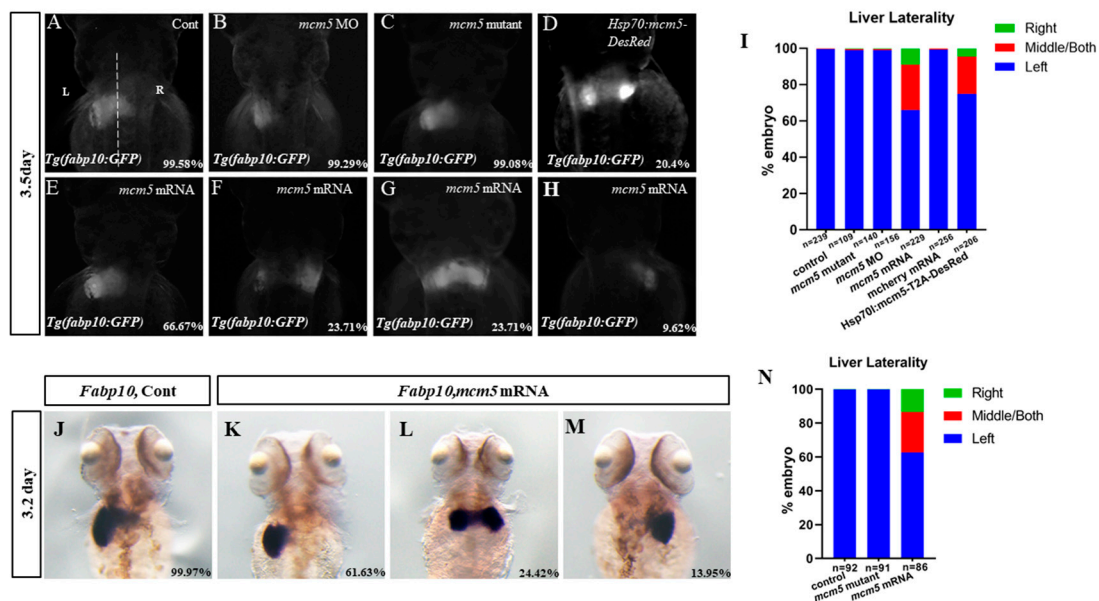 A
Cont
L
R
Tg(fabp10:GFP)
99.58%
B
mcm5 MO
Tg(fabp10:GFP)
99.29%
C
mcm5 mutant
Tg(fabp10:GFP)
99.08%
D
Hsp70:mcm5-
DesRed
Tg(fabp10:GFP)
20.4%
3.5day
E
mcm5 mRNA
Tg(fabp10:GFP)
66.67%
F
mcm5 mRNA
Tg(fabp10:GFP)
23.71%
G
mcm5 mRNA
Tg(fabp10:GFP)
23.71%
H
mcm5 mRNA
Tg(fabp10:GFP)
9.62%
I
Liver Laterality
Right
Middle/Both
Left
% embryo
100
80
60
40
20
0
n=239
n=109
n=140
n=156
n=229
n=256
n=206
control
mcm5 mutant
mcm5 MO
mcm5 mRNA
mcherry mRNA
Hsp70l:mcm5-T2A-DesRed
Fabp10, Cont
Fabp10,mcm5 mRNA
3.2 day
J
99.97%
K
61.63%
L
24.42%
M
13.95%
N
Liver Laterality
Right
Middle/Both
Left
% embryo
100
80
60
40
20
0
n=92
n=91
n=86
control
mcm5 mutant
mcm5 mRNA